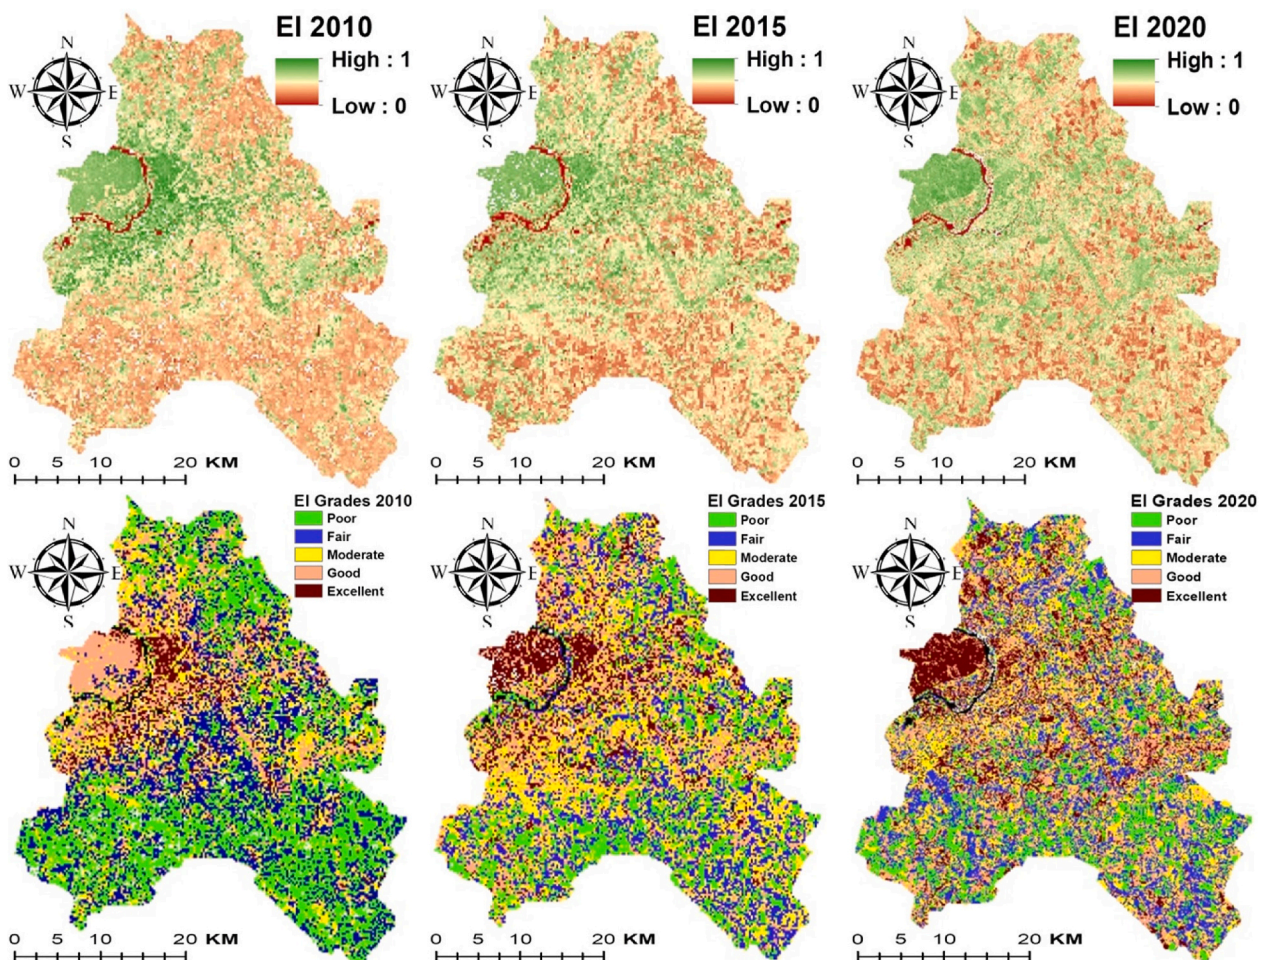 EI 2010
High : 1
Low : 0
N
W
E
S
0 5 10 20 KM
EI 2015
High : 1
Low : 0
N
W
E
S
0 5 10 20 KM
EI 2020
High : 1
Low : 0
N
W
E
S
0 5 10 20 KM
EI Grades 2010
Poor
Fair
Moderate
Good
Excellent
N
W
E
S
0 5 10 20 KM
EI Grades 2015
Poor
Fair
Moderate
Good
Excellent
N
W
E
S
0 5 10 20 KM
EI Grades 2020
Poor
Fair
Moderate
Good
Excellent
N
W
E
S
0 5 10 20 KM